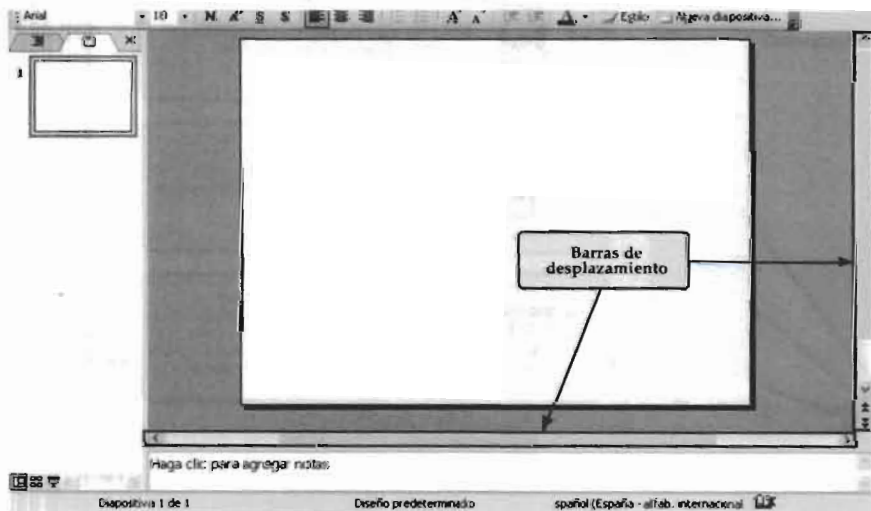 Arial 10 N K S S A A A Estilo Nueva diapositiva...
1
Barras de
desplazamiento
Haga clic para agregar notas
Diapositiva 1 de 1 Diseño predeterminado spañol (España - alfab. internacional